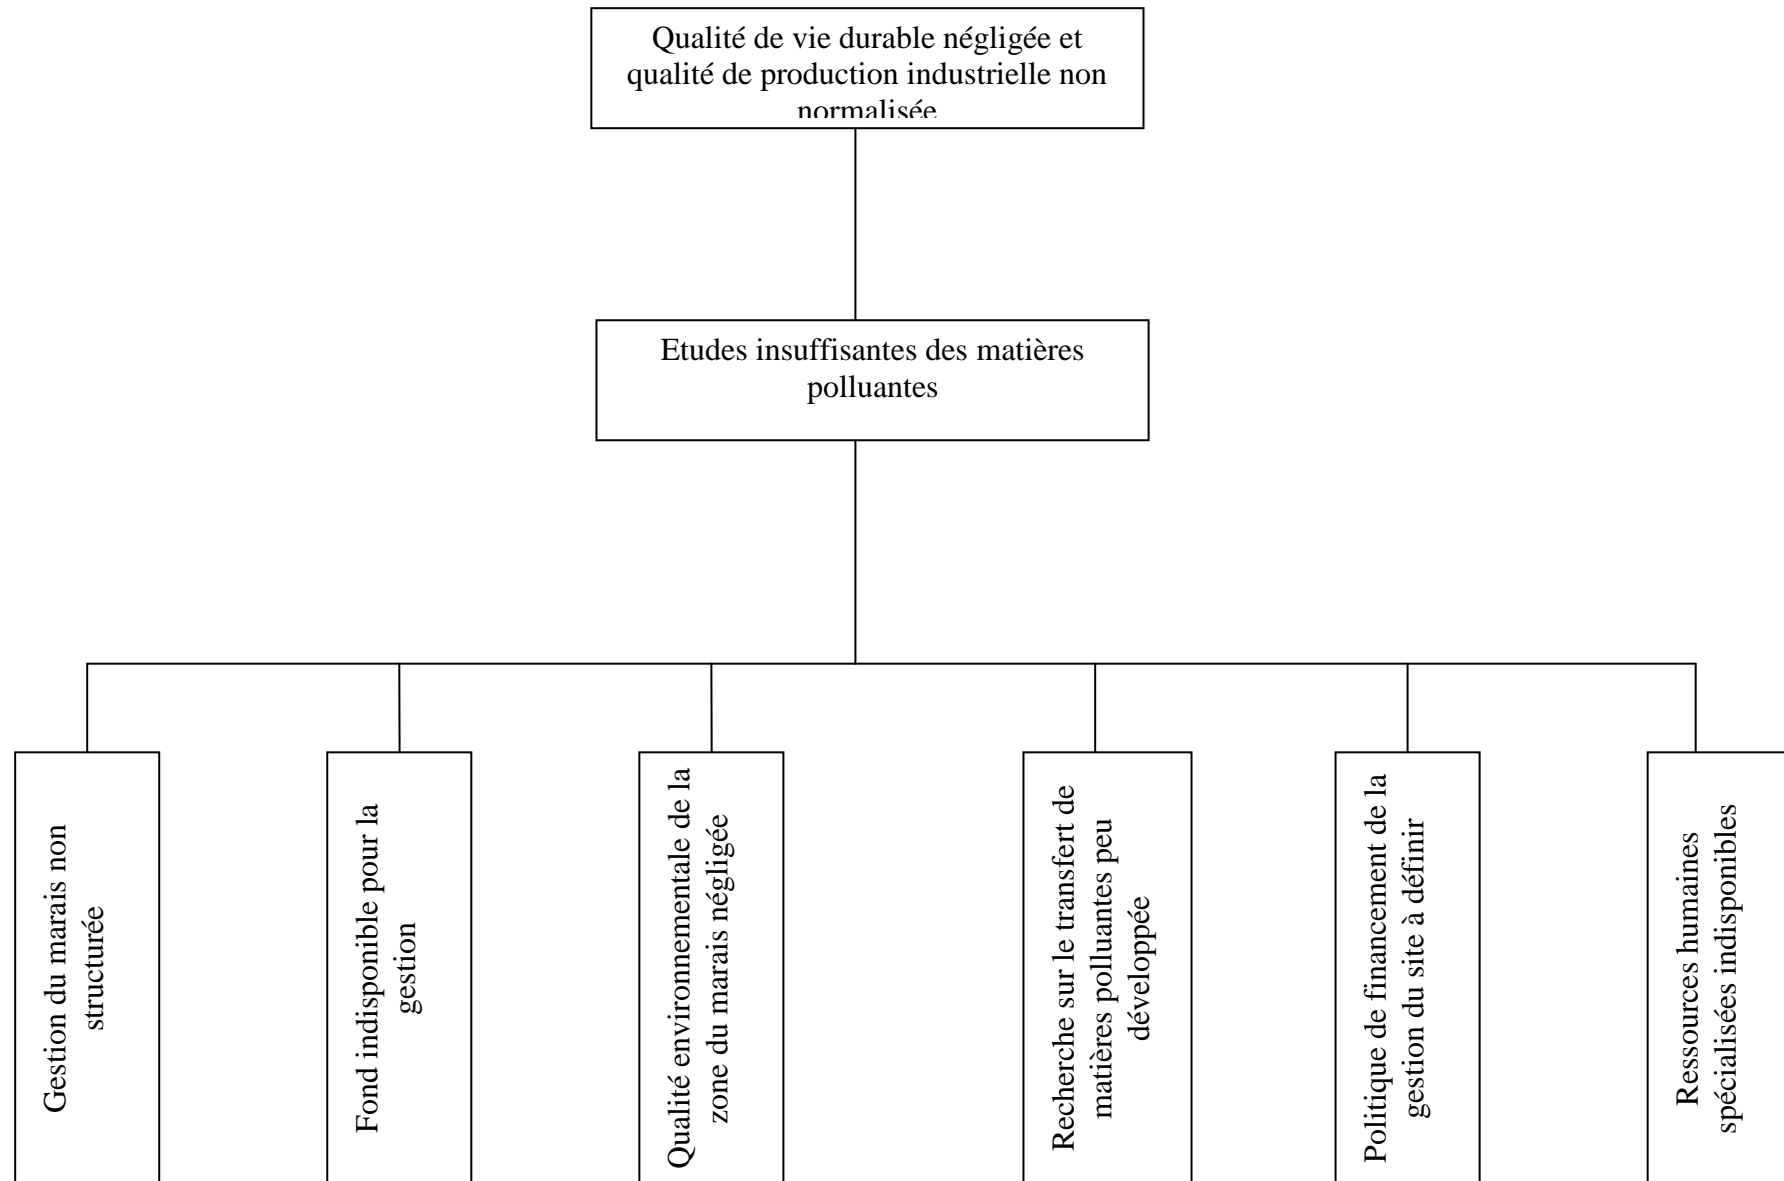 Qualité de vie durable négligée et
qualité de production industrielle non
normalisée
Etudes insuffisantes des matières
polluantes
Gestion du marais non
structurée
Fond indisponible pour la
gestion
Qualité environnementale de la
zone du marais négligée
Recherche sur le transfert de
matières polluantes peu
développée
Politique de financement de la
gestion du site à définir
Ressources humaines
spécialisées indisponibles